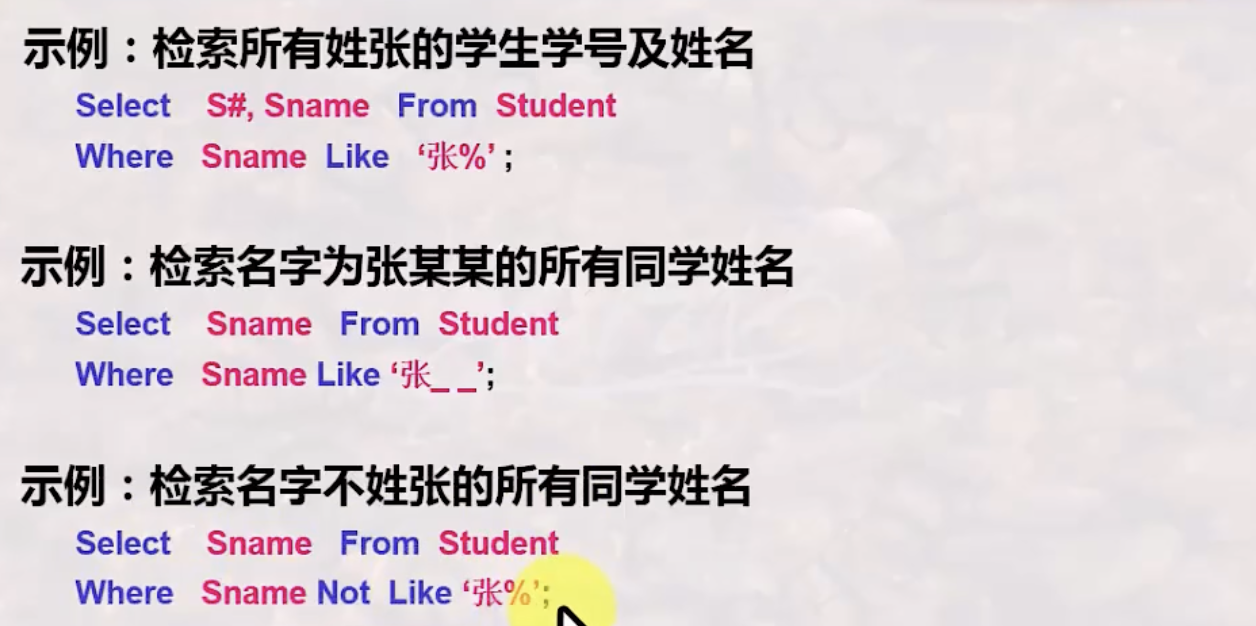 示例：检索所有姓张的学生学号及姓名
Select S#, Sname From Student
Where Sname Like ‘张%’ ;
示例：检索名字为张某某的所有同学姓名
Select Sname From Student
Where Sname Like ‘张_ _’;
示例：检索名字不姓张的所有同学姓名
Select Sname From Student
Where Sname Not Like ‘张%’;